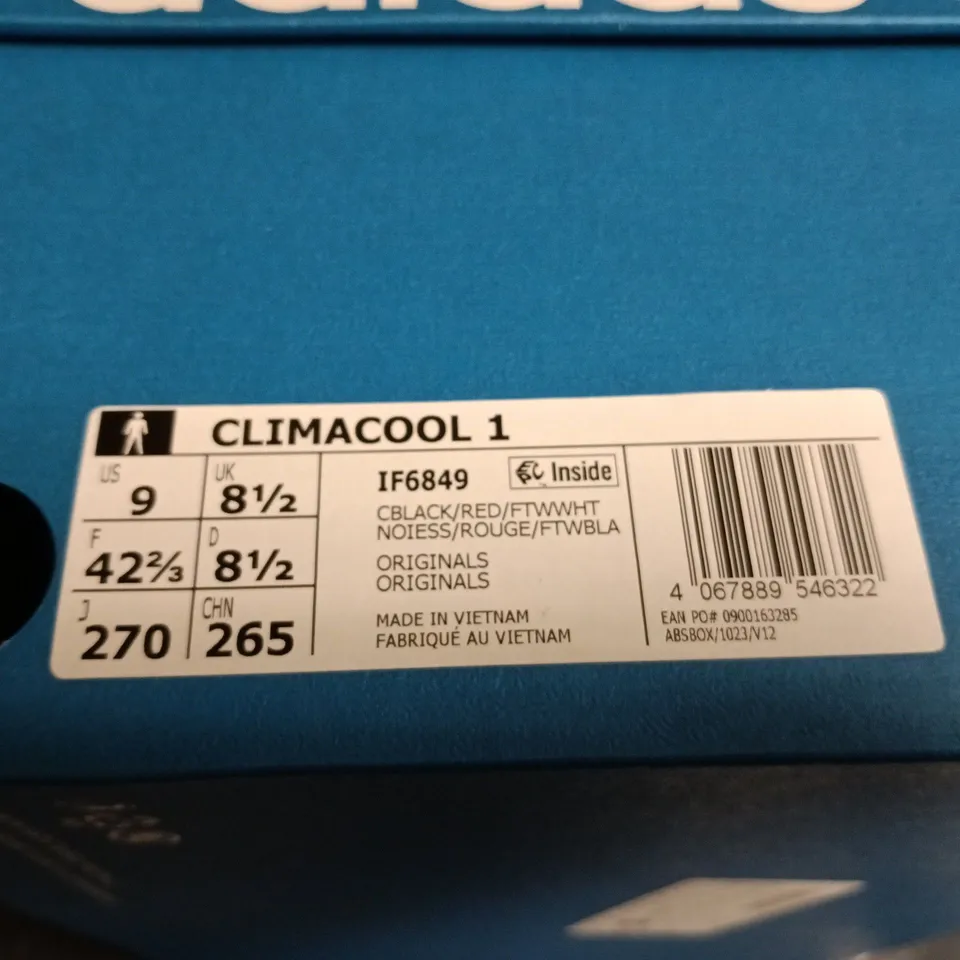 adidas
CLIMACOOL 1
US 9 UK 8½
F 42⅔ D 8½
J 270 CHN 265
IF6849 Inside
CBLACK/RED/FTWWHT
NOIESS/ROUGE/FTWBLA
ORIGINALS
ORIGINALS
MADE IN VIETNAM
FABRIQUÉ AU VIETNAM
4 067889 546322
EAN PO# 0900163285
ABSBOX/1023/V12